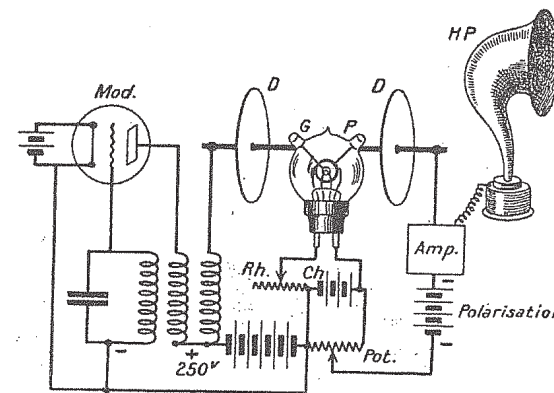 HP
D
D
Mod.
G
P
Rh.
Ch
Amp.
Polarisation
Pot.
+
250v